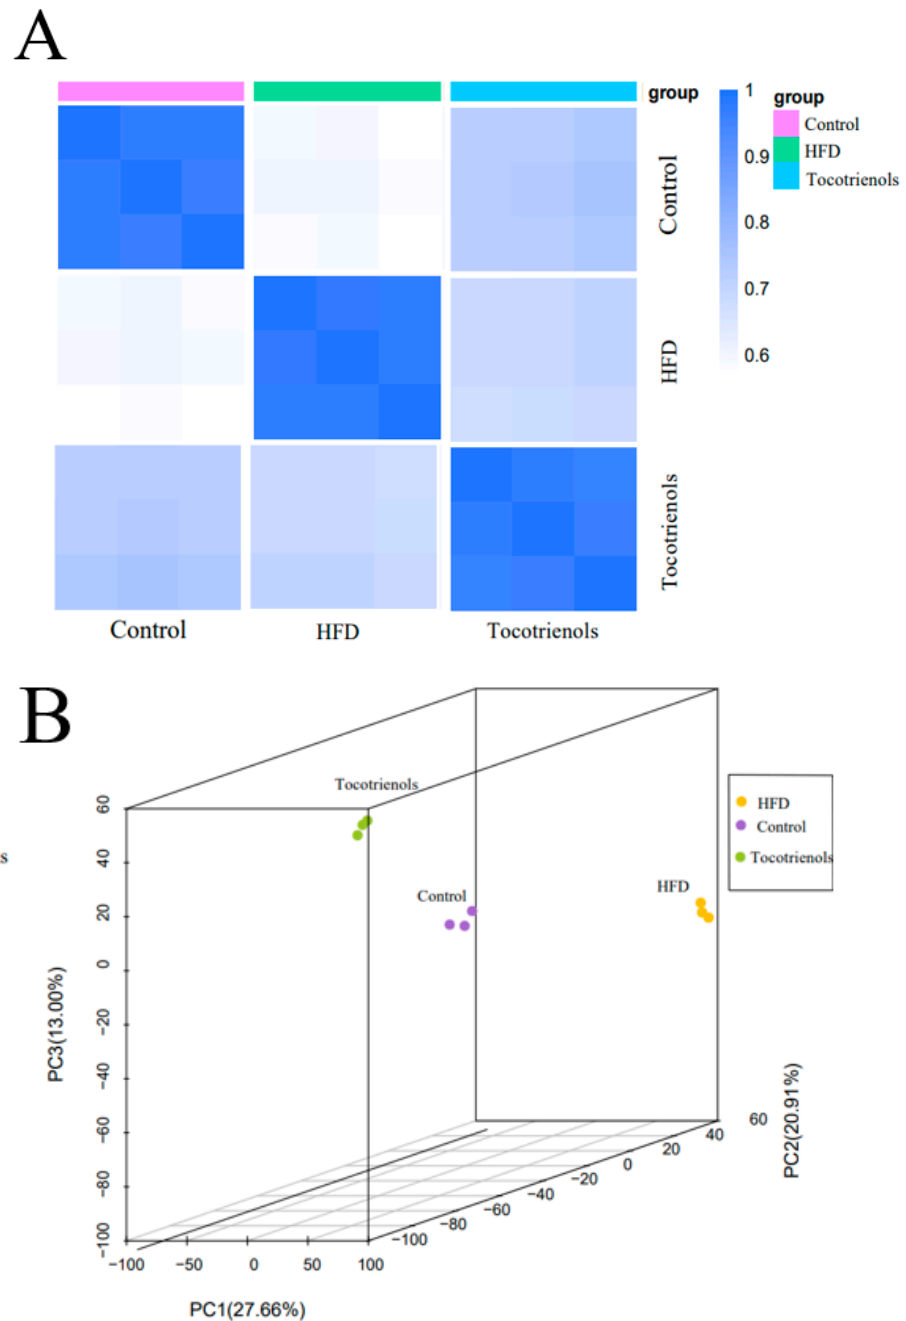 A
group
1
0.9
0.8
0.7
0.6
group
Control
HFD
Tocotrienols
Control
HFD
Tocotrienols
Control
HFD
Tocotrienols
B
Tocotrienols
Control
HFD
HFD
Control
Tocotrienols
s
60
40
20
0
−20
−40
−60
−80
−100
PC3(13.00%)
−100
−50
0
50
100
PC1(27.66%)
−100
−80
−60
−40
−20
0
20
40
60
PC2(20.91%)